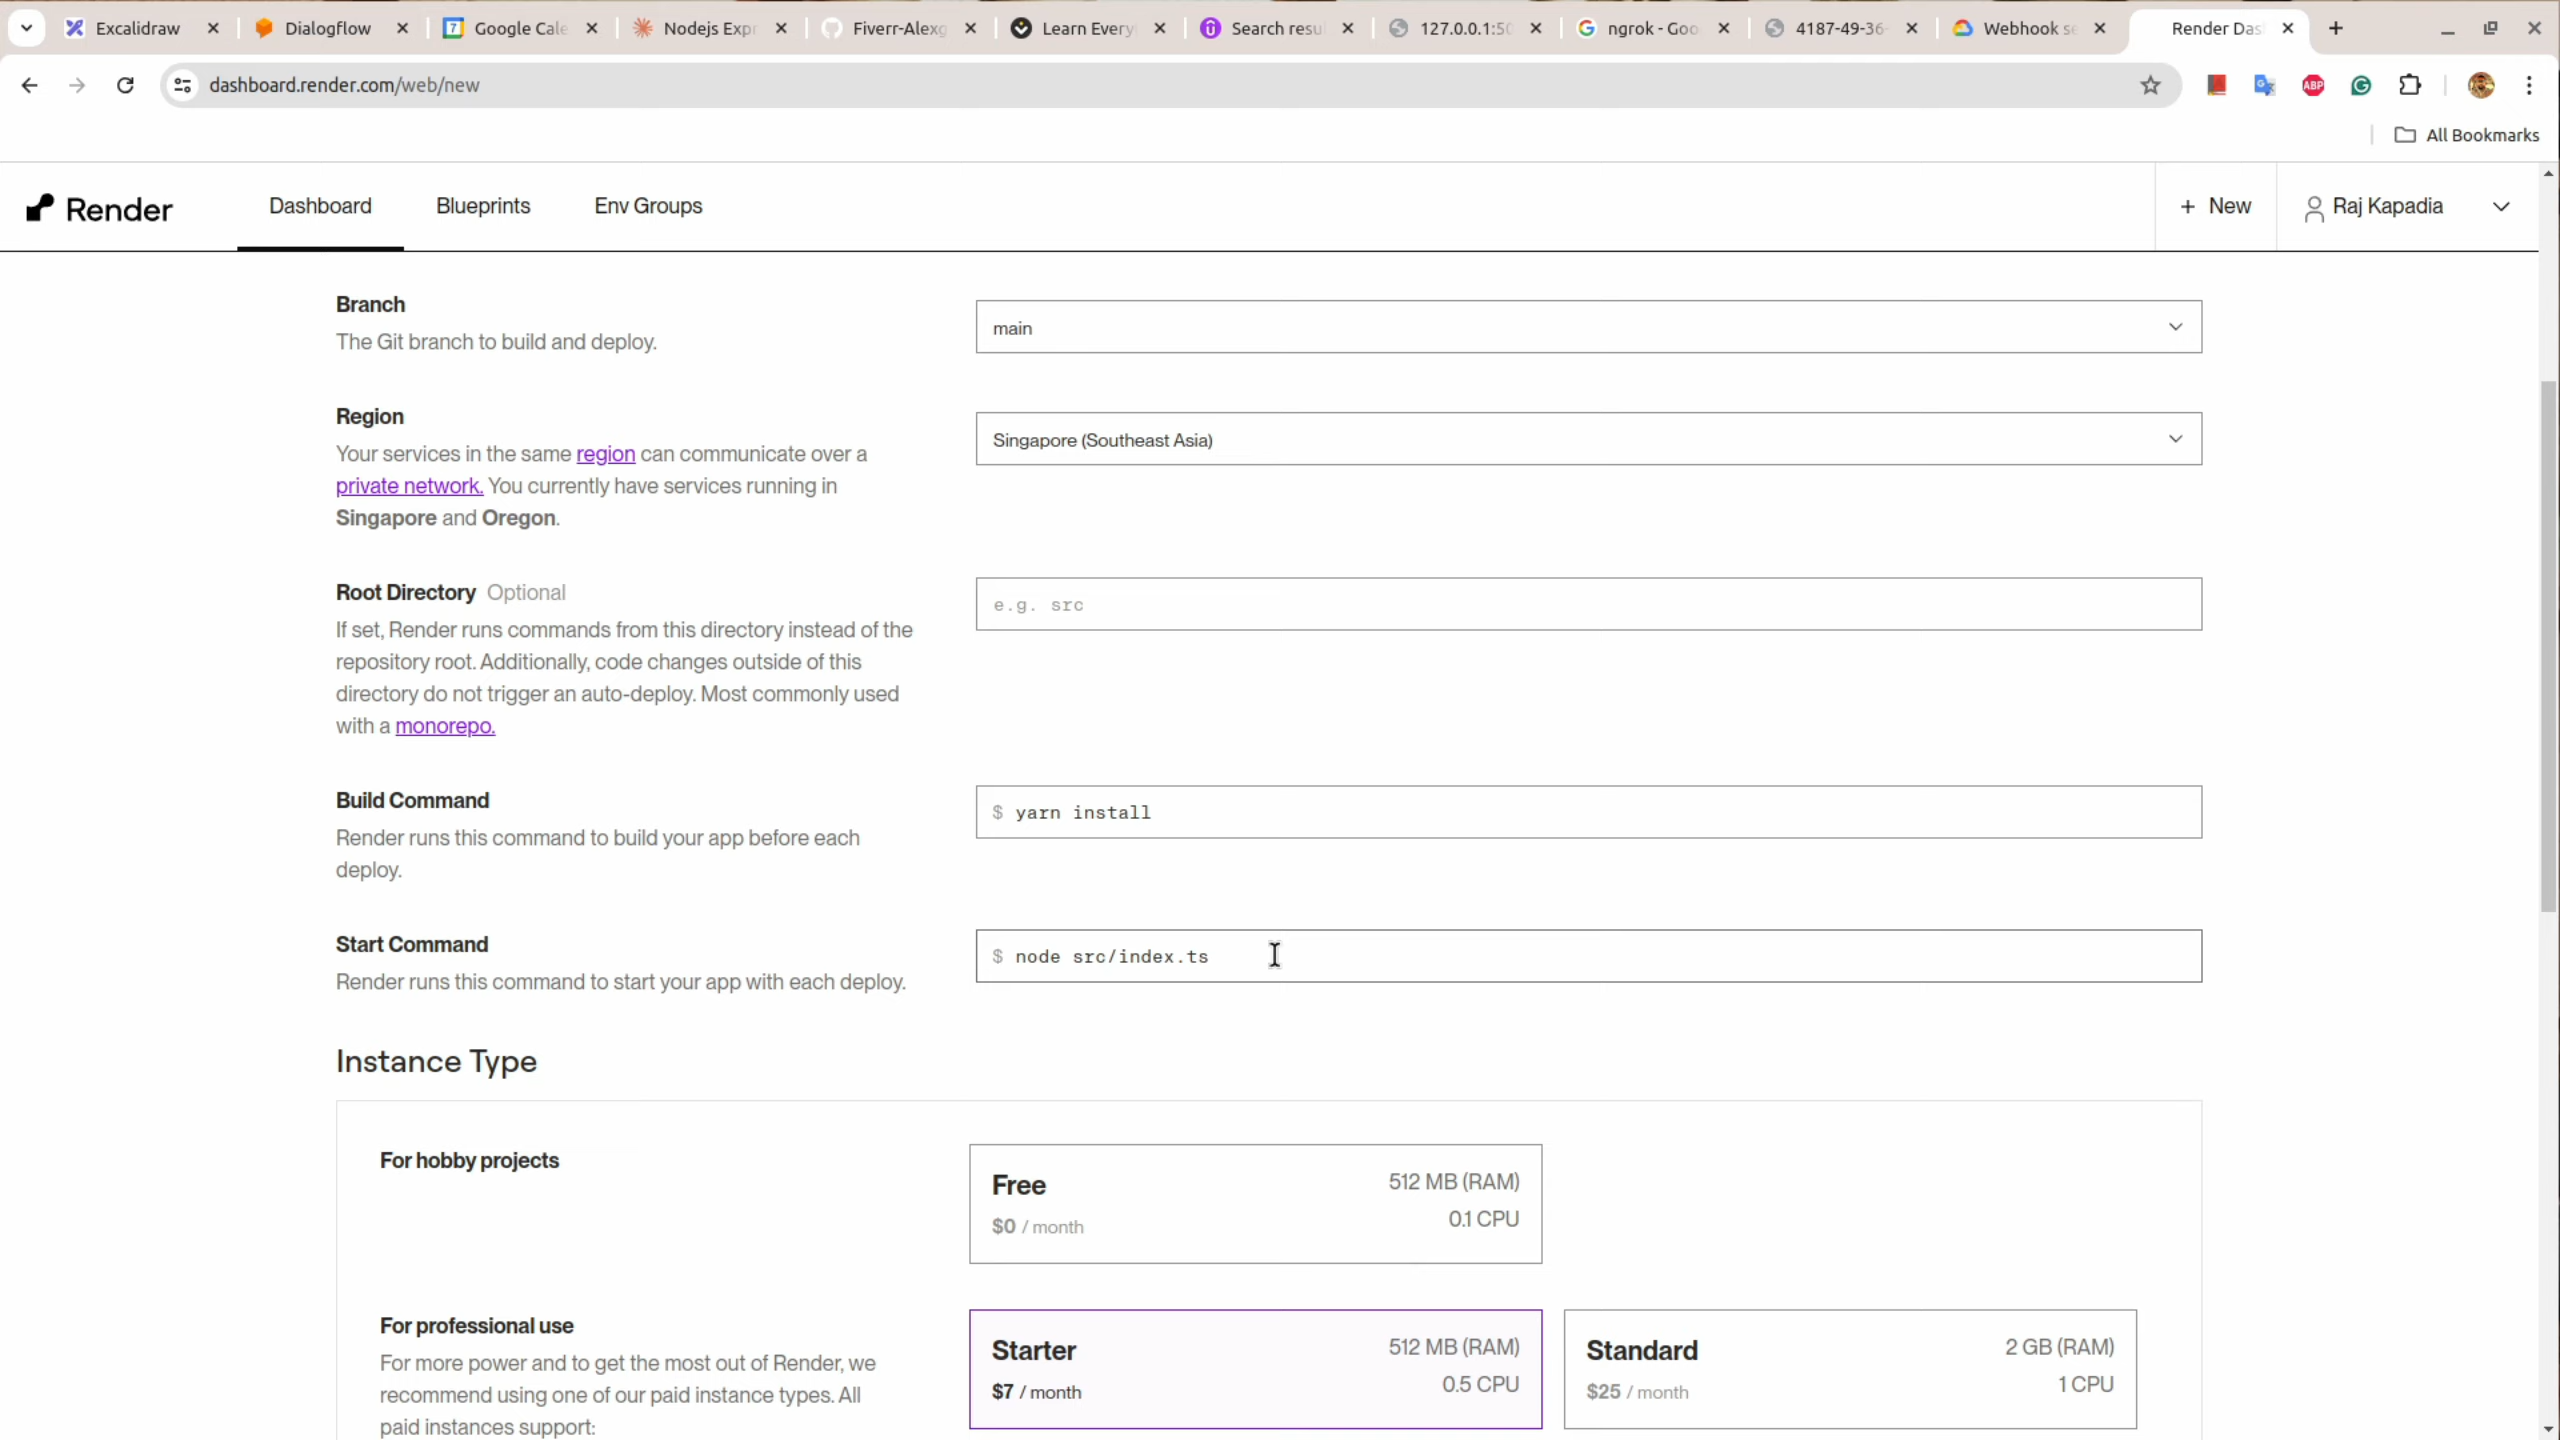 Excalidraw
Dialogflow
Google Cale
Nodejs Expr
Fiverr-Alexg
Learn Every
Search resu
127.0.0.1:50
ngrok - Goo
4187-49-36-
Webhook se
Render Das
dashboard.render.com/web/new
ABP
All Bookmarks
Render
Dashboard
Blueprints
Env Groups
+ New
Raj Kapadia
Branch
The Git branch to build and deploy.
main
Region
Your services in the same region can communicate over a
private network. You currently have services running in
Singapore and Oregon.
Singapore (Southeast Asia)
Root Directory Optional
If set, Render runs commands from this directory instead of the
repository root. Additionally, code changes outside of this
directory do not trigger an auto-deploy. Most commonly used
with a monorepo.
e.g. src
Build Command
Render runs this command to build your app before each
deploy.
$ yarn install
Start Command
Render runs this command to start your app with each deploy.
$ node src/index.ts
Instance Type
For hobby projects
Free
$0 / month
512 MB (RAM)
0.1 CPU
For professional use
For more power and to get the most out of Render, we
recommend using one of our paid instance types. All
paid instances support:
Starter
$7 / month
512 MB (RAM)
0.5 CPU
Standard
$25 / month
2 GB (RAM)
1 CPU